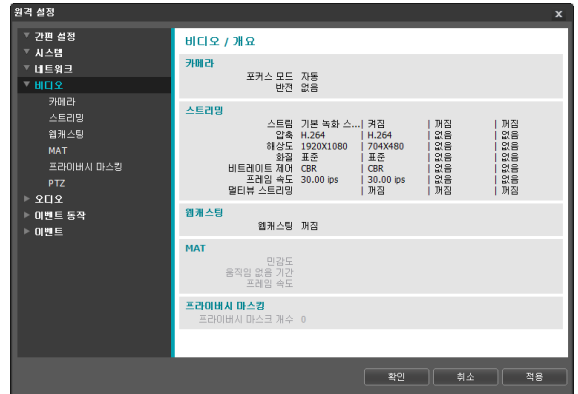 원격 설정 x
간편 설정
시스템
네트워크
비디오
카메라
스트리밍
웹캐스팅
MAT
프라이버시 마스킹
PTZ
오디오
이벤트 동작
이벤트
비디오 / 개요
카메라
포커스 모드 자동
반전 없음
스트리밍
스트림 기본 녹화 스...| 켜짐 | 꺼짐 | 꺼짐
압축 H.264 | H.264 | 없음 | 없음
해상도 1920X1080 | 704X480 | 없음 | 없음
화질 표준 | 표준 | 없음 | 없음
비트레이트 제어 CBR | CBR | 없음 | 없음
프레임 속도 30.00 ips | 30.00 ips | 없음 | 없음
멀티뷰 스트리밍 | 꺼짐 | 꺼짐 | 꺼짐
웹캐스팅
웹캐스팅 꺼짐
MAT
민감도
움직임 없음 기간
프레임 속도
프라이버시 마스킹
프라이버시 마스크 개수 0
확인 취소 적용